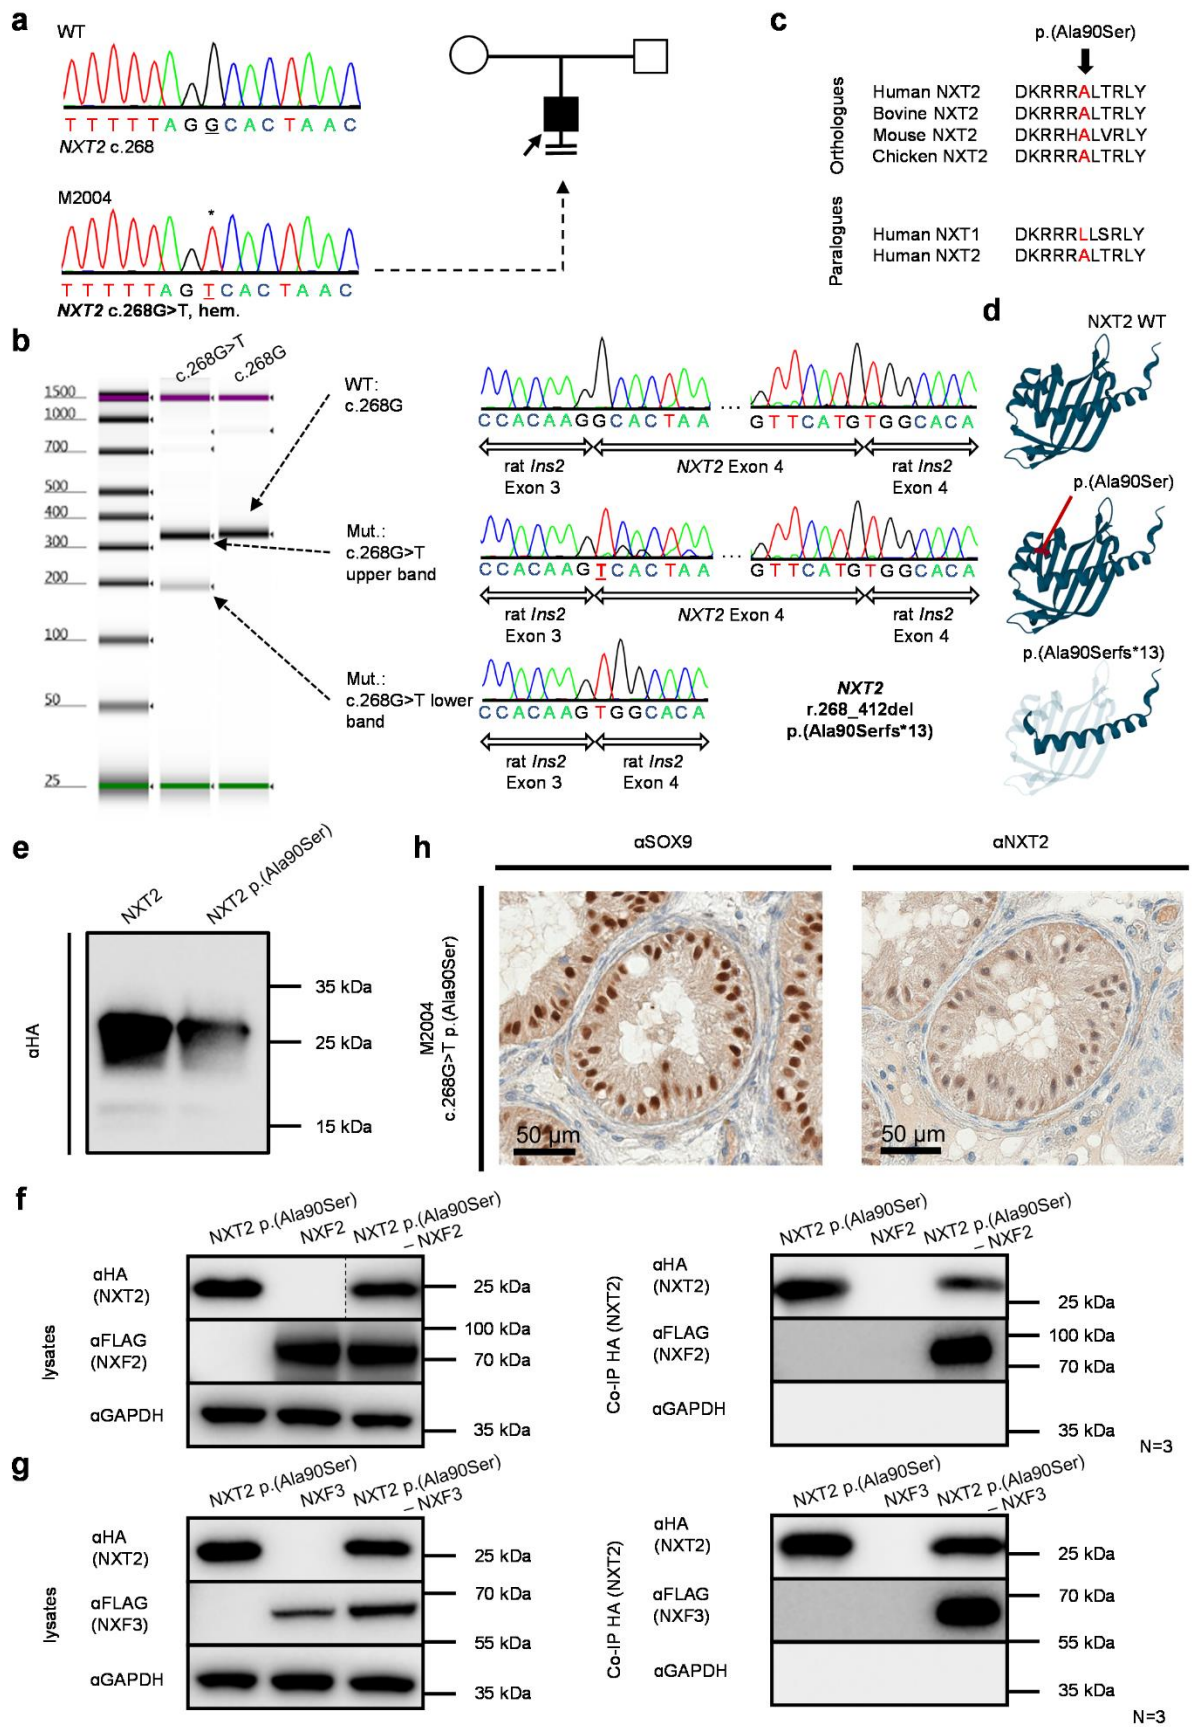 a
WT
T T T T T A G G C A C T A A C
NXT2 c.268
M2004
*
T T T T T A G T C A C T A A C
NXT2 c.268G>T, hem.
c
p.(Ala90Ser)
Orthologues
Human NXT2 DKRRRALTRLY
Bovine NXT2 DKRRRALTRLY
Mouse NXT2 DKRRHALVRLY
Chicken NXT2 DKRRRALTRLY
Paralogues
Human NXT1 DKRRRLLSRLY
Human NXT2 DKRRRALTRLY
b
c.268G>T
c.268G
1500
1000
700
500
400
300
200
100
50
25
WT:
c.268G
Mut.:
c.268G>T
upper band
Mut.:
c.268G>T lower
band
C C A C A A G G C A C T A A ... G T T C A T G T G G C A C A
rat Ins2
Exon 3
NXT2 Exon 4
rat Ins2
Exon 4
C C A C A A G T C A C T A A ... G T T C A T G T G G C A C A
rat Ins2
Exon 3
NXT2 Exon 4
rat Ins2
Exon 4
C C A C A A G T G G C A C A
rat Ins2
Exon 3
rat Ins2
Exon 4
NXT2
r.268_412del
p.(Ala90Serfs*13)
d
NXT2 WT
p.(Ala90Ser)
p.(Ala90Serfs*13)
e
NXT2
NXT2 p.(Ala90Ser)
αHA
35 kDa
25 kDa
15 kDa
h
αSOX9
αNXT2
M2004
c.268G>T p.(Ala90Ser)
50 µm
50 µm
f
NXT2 p.(Ala90Ser)
NXF2
NXT2 p.(Ala90Ser)
– NXF2
lysates
αHA
(NXT2)
25 kDa
αFLAG
(NXF2)
100 kDa
70 kDa
αGAPDH
35 kDa
NXT2 p.(Ala90Ser)
NXF2
NXT2 p.(Ala90Ser)
– NXF2
Co-IP HA (NXT2)
αHA
(NXT2)
25 kDa
αFLAG
(NXF2)
100 kDa
70 kDa
αGAPDH
35 kDa
N=3
g
NXT2 p.(Ala90Ser)
NXF3
NXT2 p.(Ala90Ser)
– NXF3
lysates
αHA
(NXT2)
25 kDa
αFLAG
(NXF3)
70 kDa
55 kDa
αGAPDH
35 kDa
NXT2 p.(Ala90Ser)
NXF3
NXT2 p.(Ala90Ser)
– NXF3
Co-IP HA (NXT2)
αHA
(NXT2)
25 kDa
αFLAG
(NXF3)
70 kDa
55 kDa
αGAPDH
35 kDa
N=3